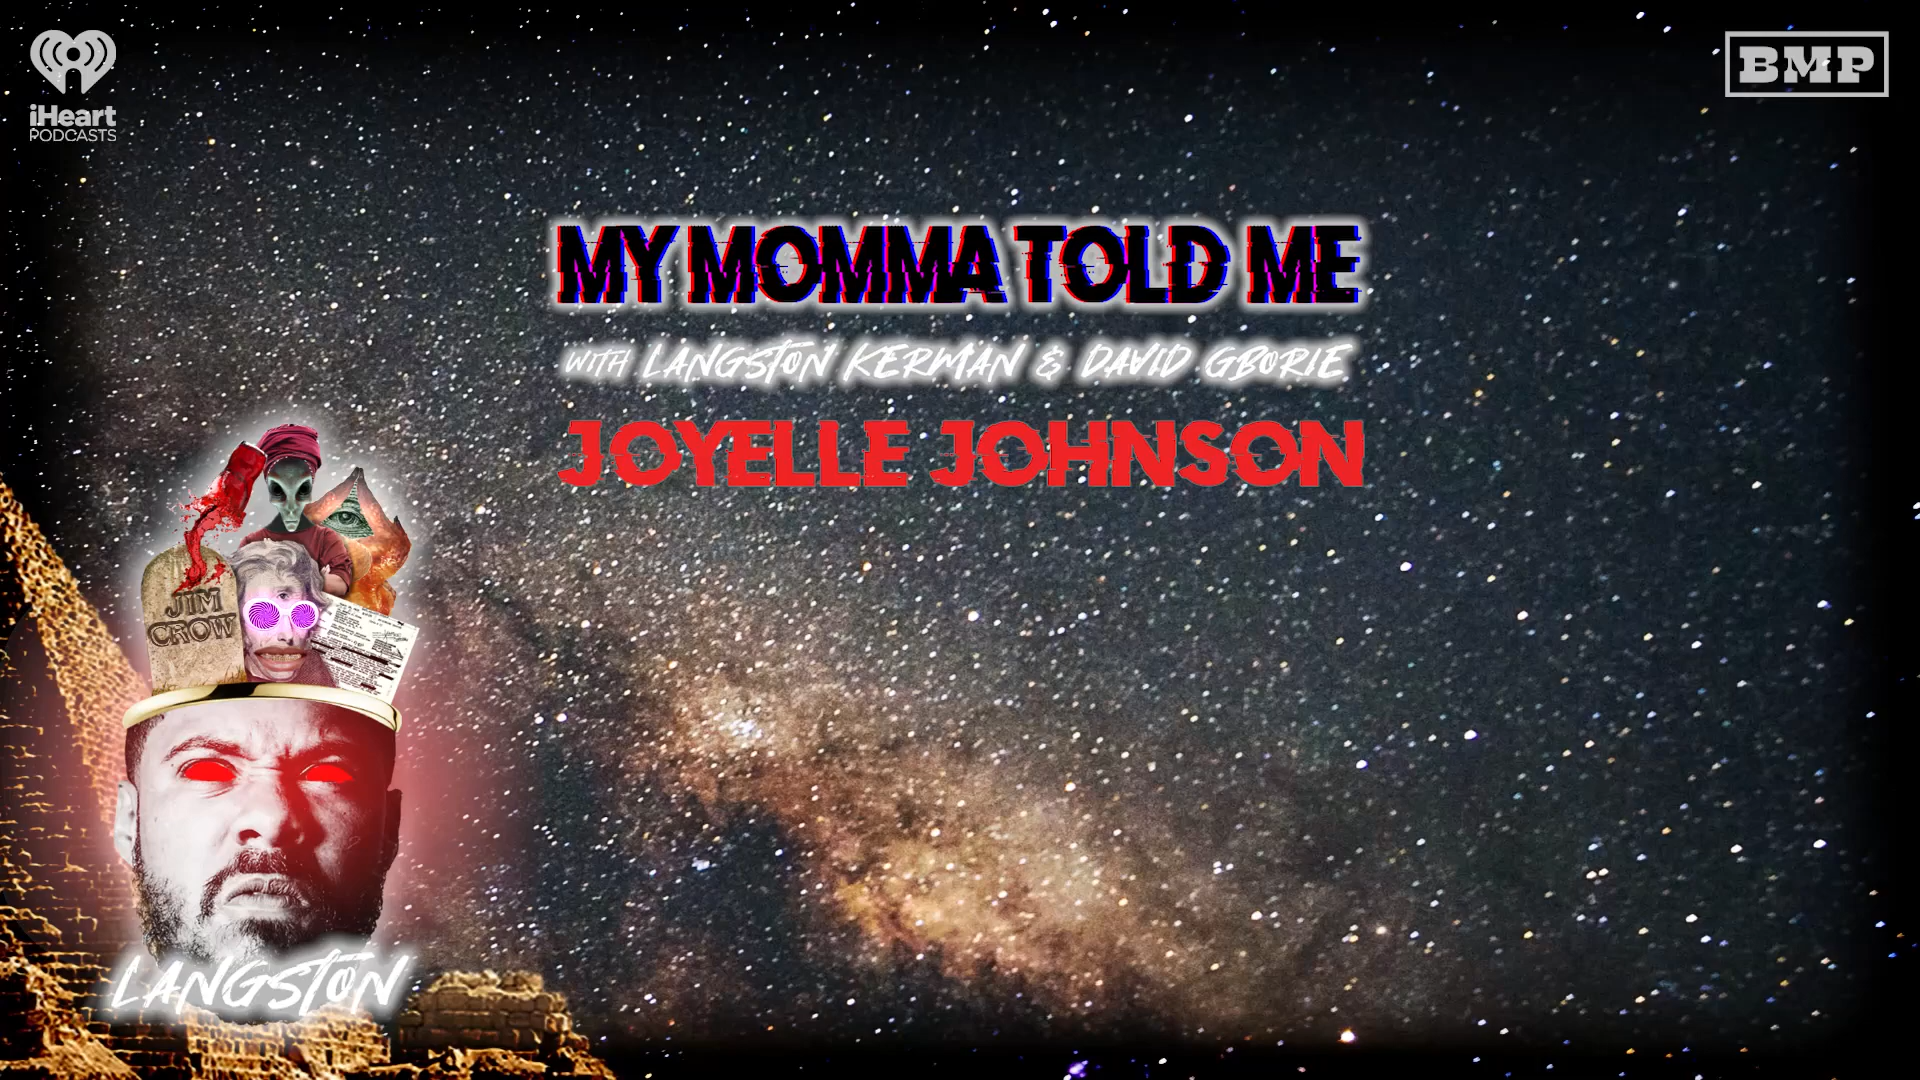 iHeart
PODCASTS
BMP
MY MOMMA TOLD ME
WITH LANGSTON KERMAN & DAVID GBORIE
JOYELLE JOHNSON
JIM
CROW
LANGSTON